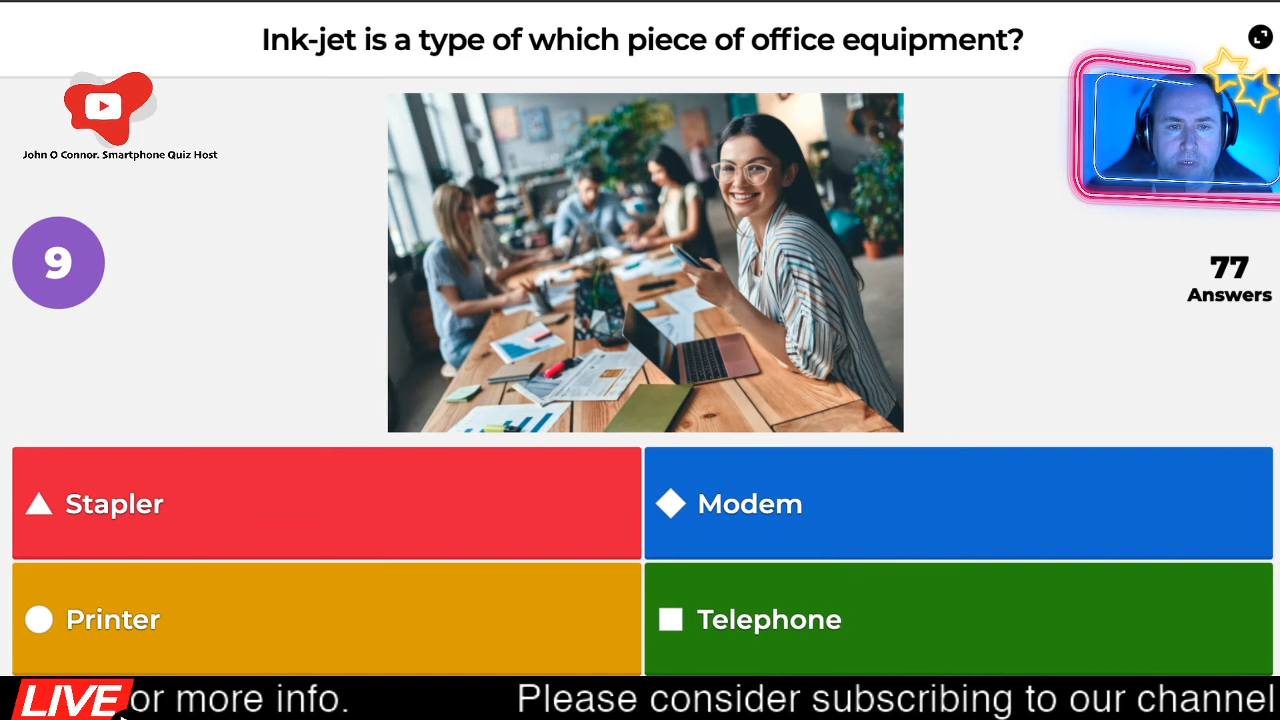 Ink-jet is a type of which piece of office equipment?
John O Connor. Smartphone Quiz Host
9
77
Answers
Stapler
Modem
Printer
Telephone
LIVE
or more info. Please consider subscribing to our channel